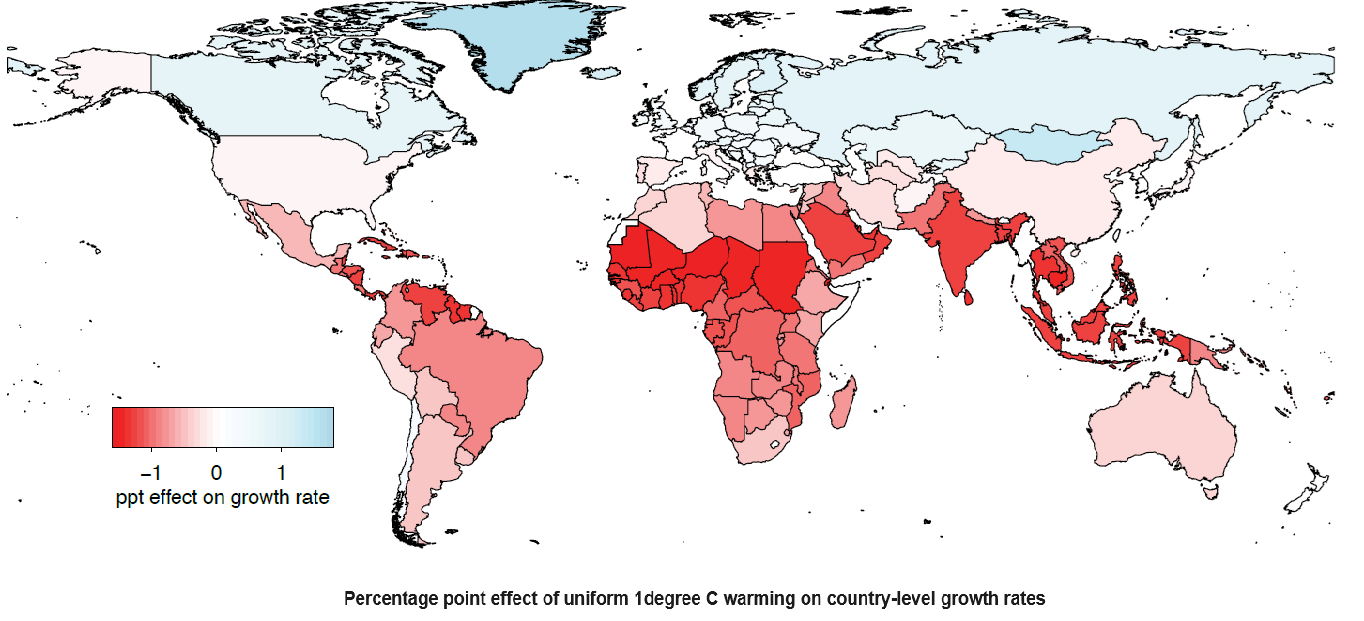 −1 0 1
ppt effect on growth rate
Percentage point effect of uniform 1degree C warming on country-level growth rates